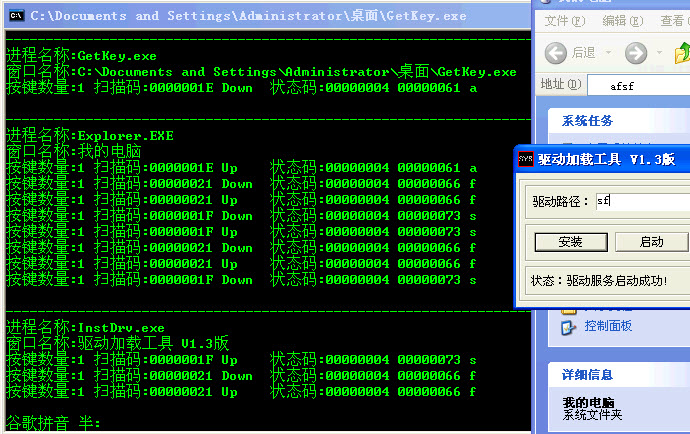 C:\Documents and Settings\Administrator\桌面\GetKey.exe
进程名称:GetKey.exe
窗口名称:C:\Documents and Settings\Administrator\桌面\GetKey.exe
按键数量:1 扫描码:0000001E Down 状态码:00000004 00000061 a
进程名称:Explorer.EXE
窗口名称:我的电脑
按键数量:1 扫描码:0000001E Up 状态码:00000004 00000061 a
按键数量:1 扫描码:00000021 Down 状态码:00000004 00000066 f
按键数量:1 扫描码:00000021 Up 状态码:00000004 00000066 f
按键数量:1 扫描码:0000001F Down 状态码:00000004 00000073 s
按键数量:1 扫描码:0000001F Up 状态码:00000004 00000073 s
按键数量:1 扫描码:00000021 Down 状态码:00000004 00000066 f
按键数量:1 扫描码:00000021 Up 状态码:00000004 00000066 f
按键数量:1 扫描码:0000001F Down 状态码:00000004 00000073 s
进程名称:InstDrv.exe
窗口名称:驱动加载工具 V1.3版
按键数量:1 扫描码:0000001F Up 状态码:00000004 00000073 s
按键数量:1 扫描码:00000021 Down 状态码:00000004 00000066 f
按键数量:1 扫描码:00000021 Up 状态码:00000004 00000066 f
谷歌拼音 半:
文件(F) 编辑(E) 查看
后退
地址(D) afsf
系统任务
SYS 驱动加载工具 V1.3版
驱动路径: sf
安装 启动
状态:驱动服务启动成功!
控制面板
详细信息
我的电脑
系统文件夹